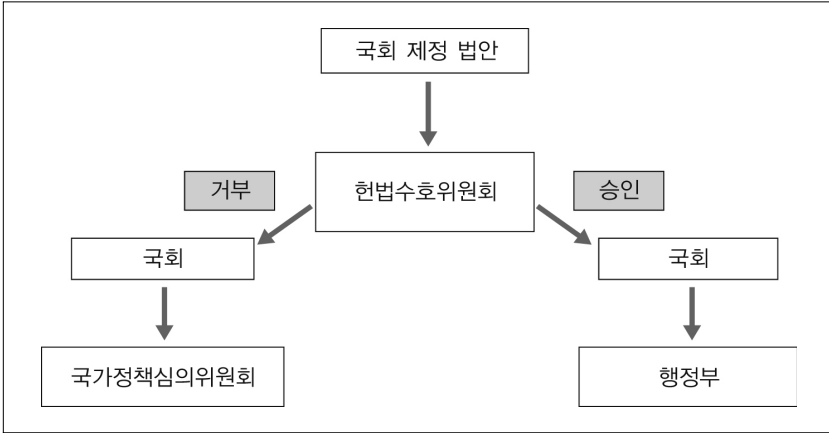 국회 제정 법안
거부
헌법수호위원회
승인
국회
국회
국가정책심의위원회
행정부